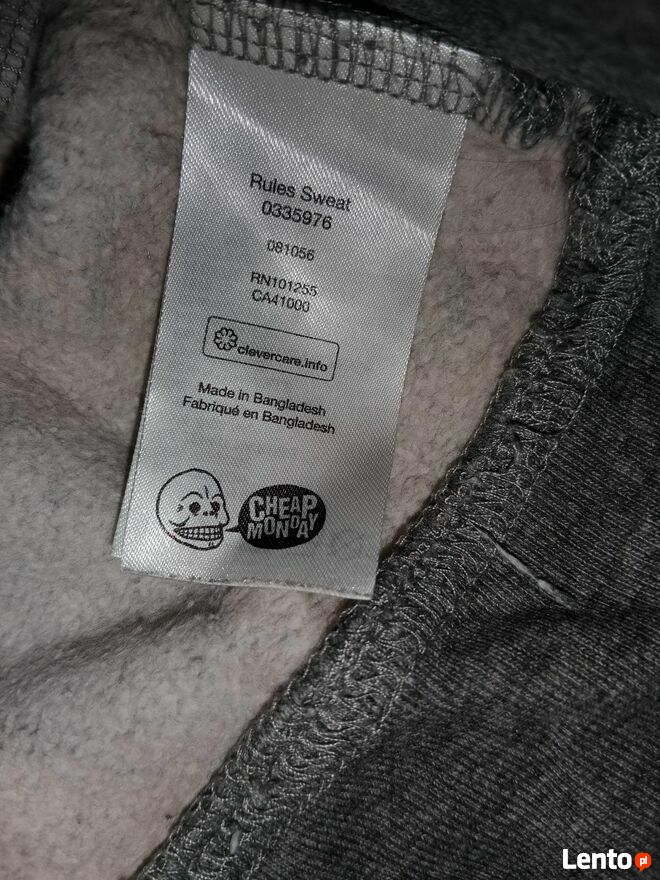 Rules Sweat
0335976
081056
RN101255
CA41000
clevercare.info
Made in Bangladesh
Fabriqué en Bangladesh
CHEAP
MONDAY
Lento.pl